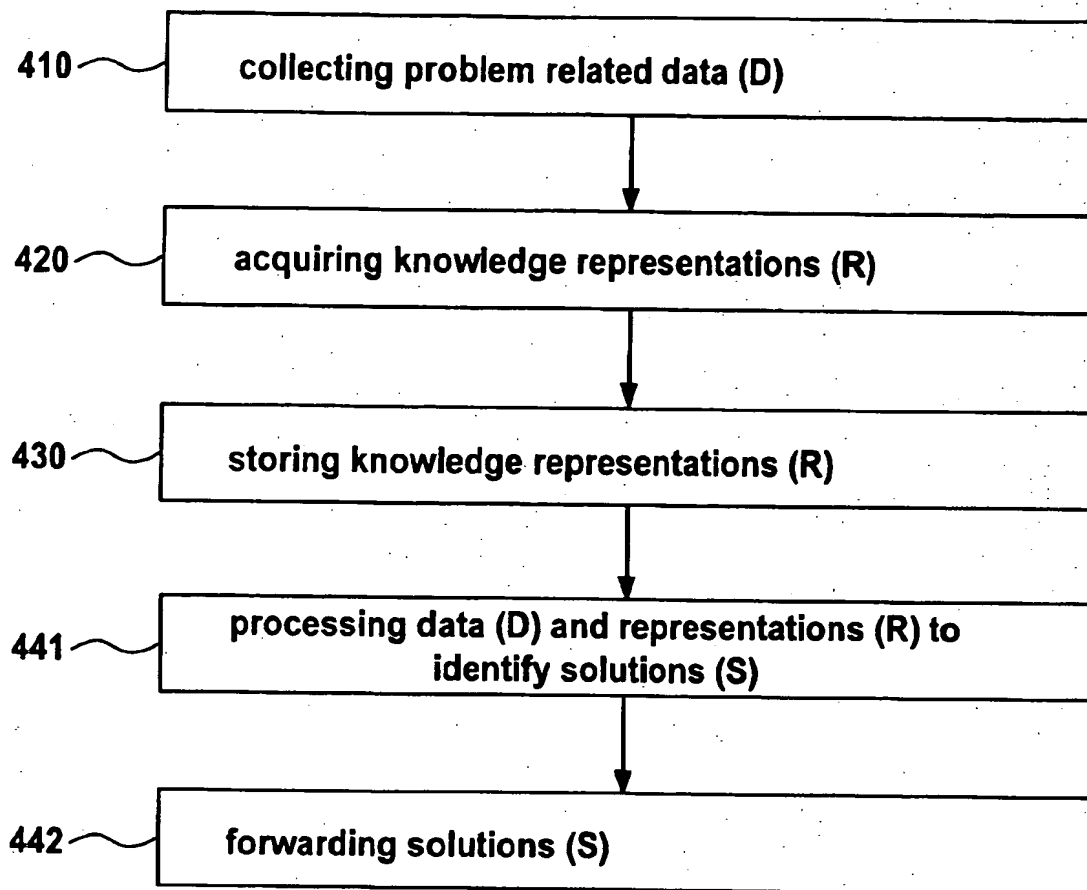 410 collecting problem related data (D)
420 acquiring knowledge representations (R)
430 storing knowledge representations (R)
441 processing data (D) and representations (R) to
identify solutions (S)
442 forwarding solutions (S)